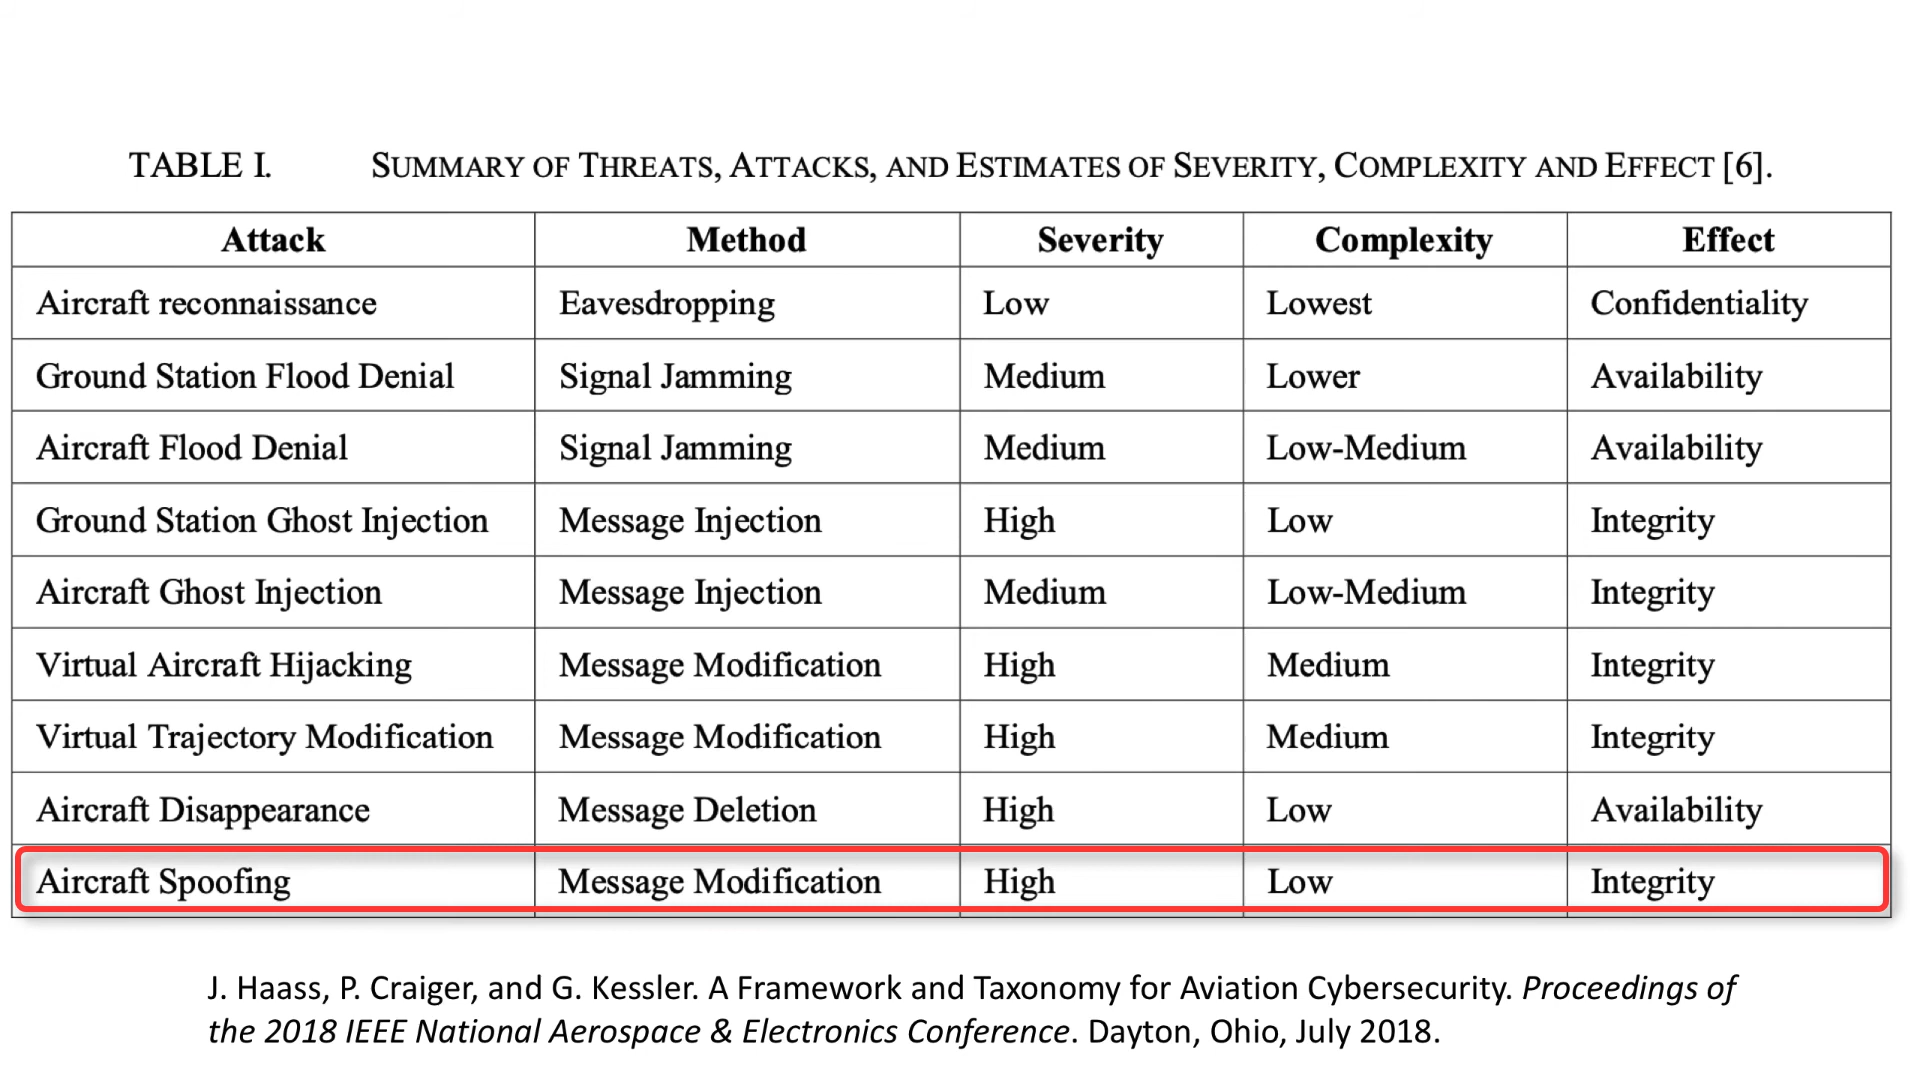 TABLE I. SUMMARY OF THREATS, ATTACKS, AND ESTIMATES OF SEVERITY, COMPLEXITY AND EFFECT [6].
Attack Method Severity Complexity Effect
Aircraft reconnaissance Eavesdropping Low Lowest Confidentiality
Ground Station Flood Denial Signal Jamming Medium Lower Availability
Aircraft Flood Denial Signal Jamming Medium Low-Medium Availability
Ground Station Ghost Injection Message Injection High Low Integrity
Aircraft Ghost Injection Message Injection Medium Low-Medium Integrity
Virtual Aircraft Hijacking Message Modification High Medium Integrity
Virtual Trajectory Modification Message Modification High Medium Integrity
Aircraft Disappearance Message Deletion High Low Availability
Aircraft Spoofing Message Modification High Low Integrity
J. Haass, P. Craiger, and G. Kessler. A Framework and Taxonomy for Aviation Cybersecurity. Proceedings of
the 2018 IEEE National Aerospace & Electronics Conference. Dayton, Ohio, July 2018.